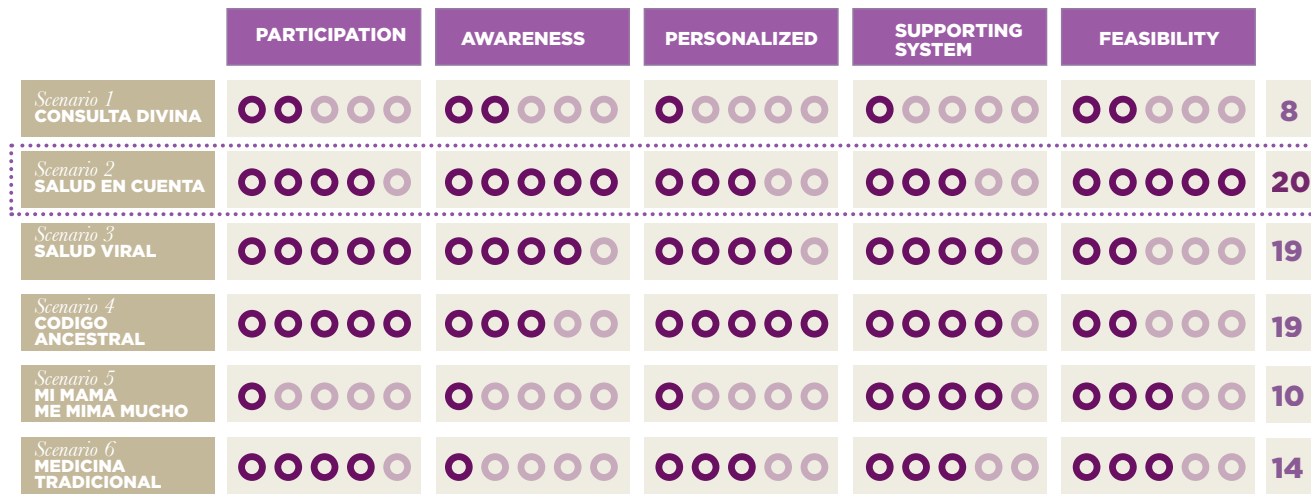 PARTICIPATION
AWARENESS
PERSONALIZED
SUPPORTING
SYSTEM
FEASIBILITY
Scenario 1
CONSULTA DIVINA
8
Scenario 2
SALUD EN CUENTA
20
Scenario 3
SALUD VIRAL
19
Scenario 4
CODIGO
ANCESTRAL
19
Scenario 5
MI MAMA
ME MIMA MUCHO
10
Scenario 6
MEDICINA
TRADICIONAL
14